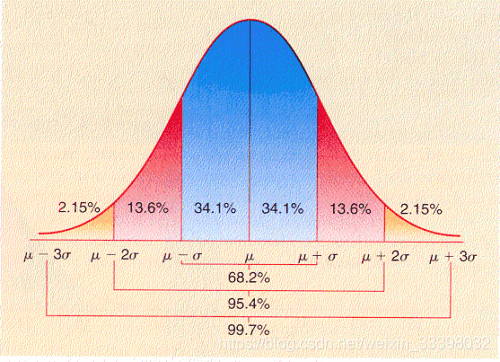 2.15% 13.6% 34.1% 34.1% 13.6% 2.15%
μ − 3σ μ − 2σ μ − σ μ μ + σ μ + 2σ μ + 3σ
68.2%
95.4%
99.7%